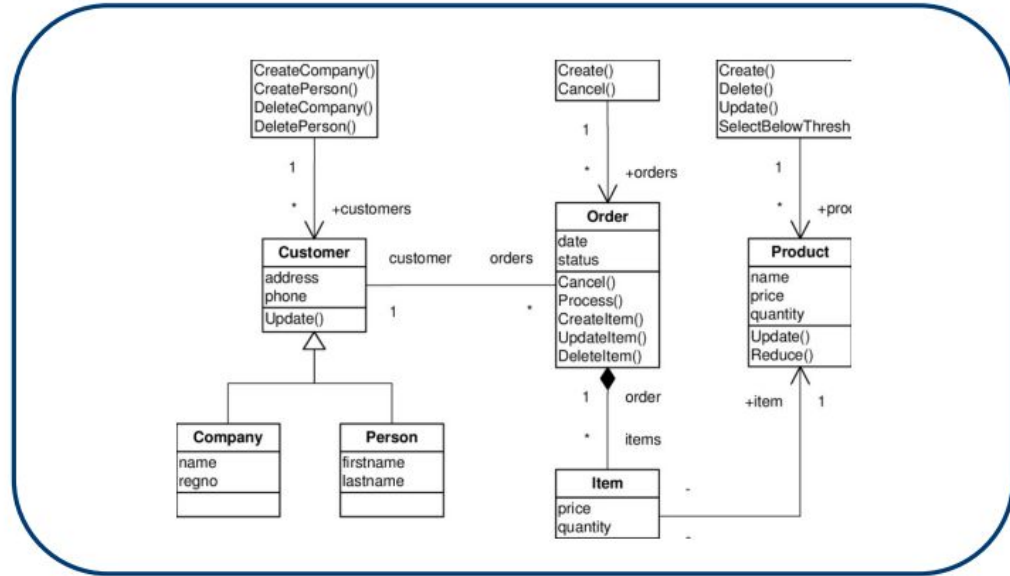 CreateCompany()
CreatePerson()
DeleteCompany()
DeletePerson()
1
*
+customers
Customer
address
phone
Update()
Company
name
regno
Person
firstname
lastname
customer
1
orders
*
Create()
Cancel()
1
*
+orders
Order
date
status
Cancel()
Process()
CreateItem()
UpdateItem()
DeleteItem()
1
order
*
items
Item
price
quantity
Create()
Delete()
Update()
SelectBelowThresh
1
*
Product
name
price
quantity
Update()
Reduce()
+item
1